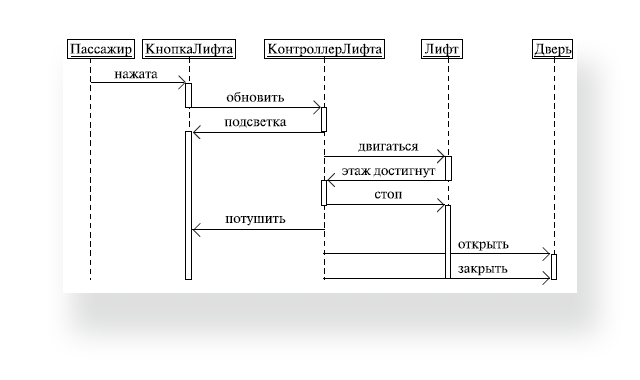 Пассажир КнопкаЛифта КонтроллерЛифта Лифт Дверь
нажата
обновить
подсветка
двигаться
этаж достигнут
стоп
потушить
открыть
закрыть